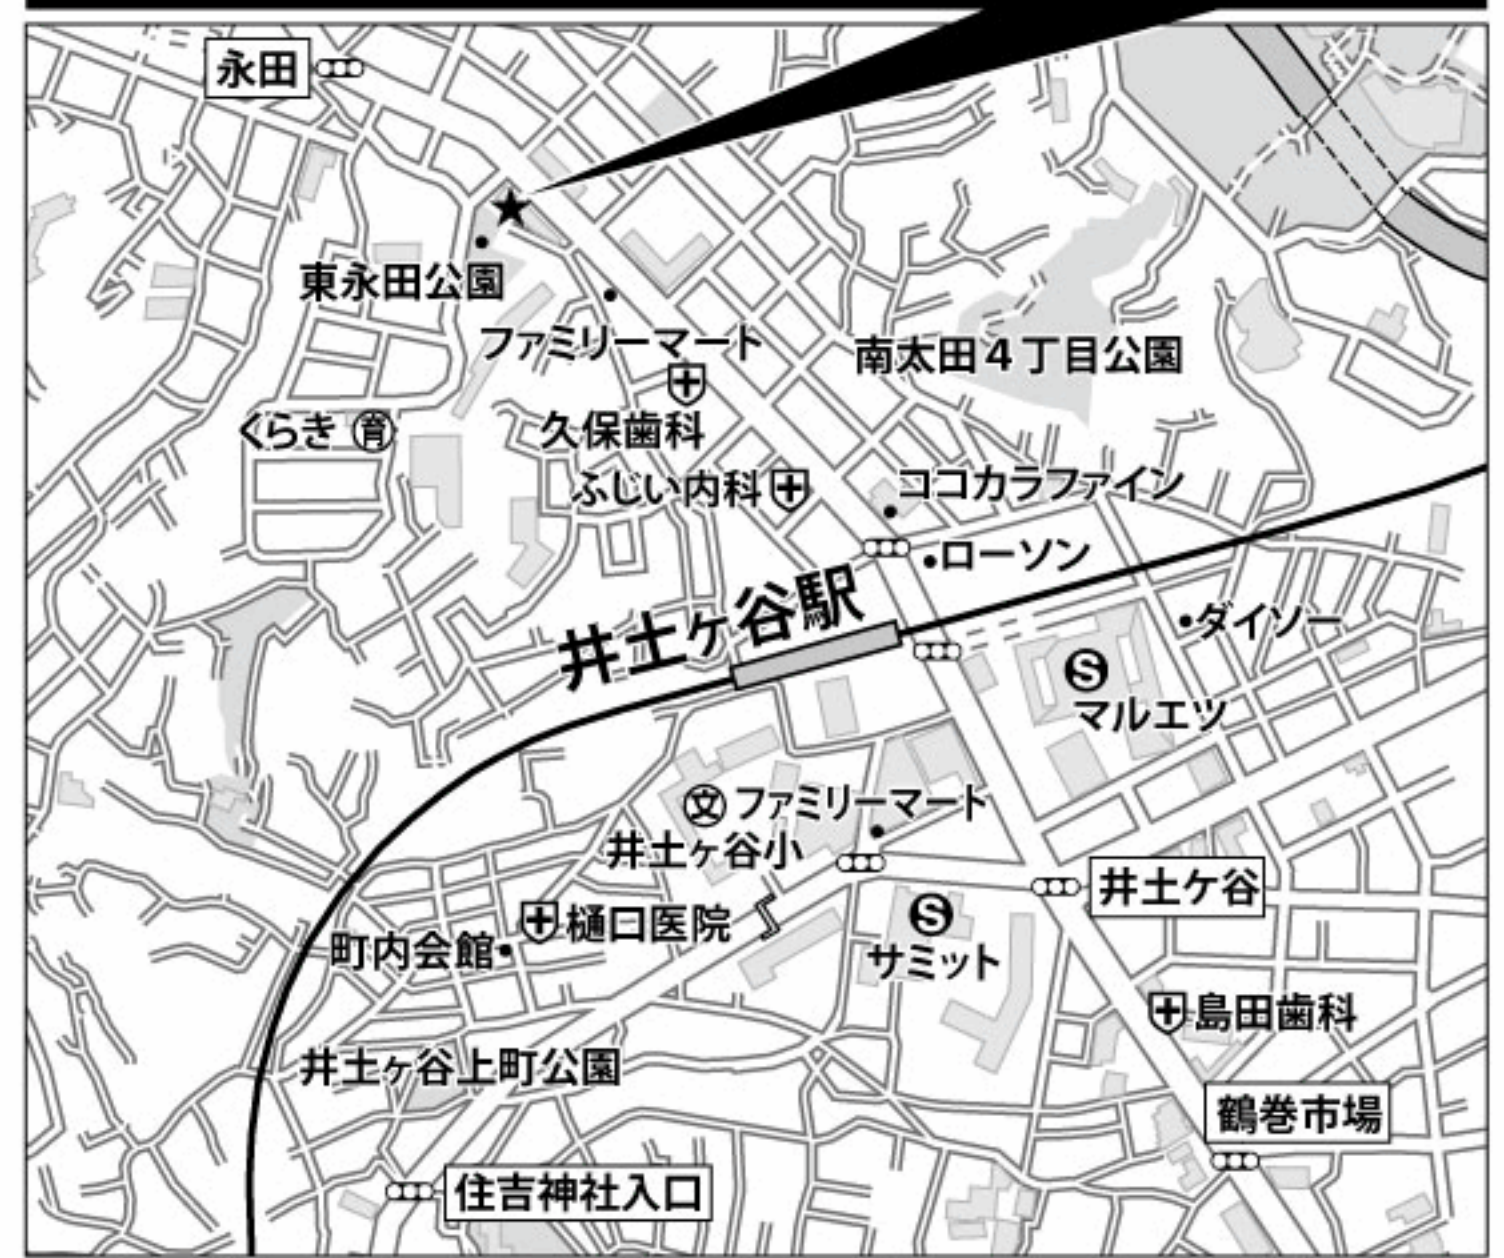 永田
東永田公園
ファミリーマート
南太田4丁目公園
くらき 育
久保歯科
ふじい内科
ココカラファイン
ローソン
井土ヶ谷駅
ダイソー
S
マルエツ
文 ファミリーマート
井土ヶ谷小
井土ケ谷
S
樋口医院
町内会館
サミット
島田歯科
井土ヶ谷上町公園
鶴巻市場
住吉神社入口